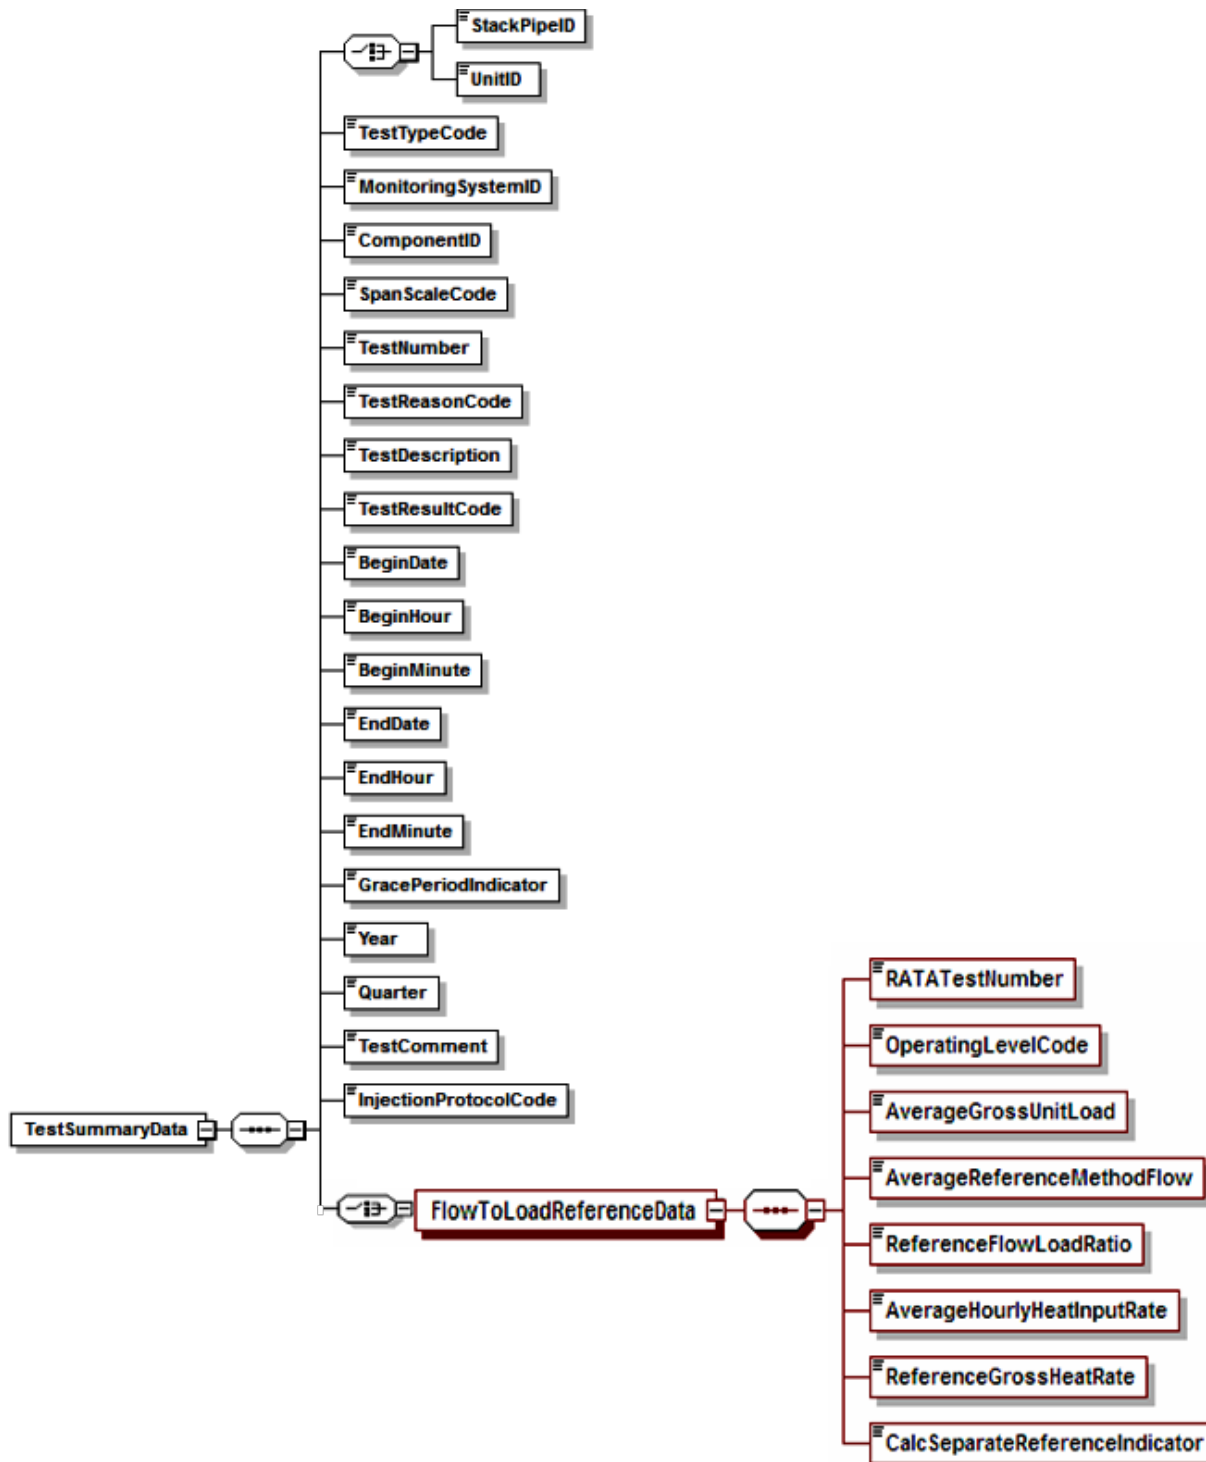 StackPipeID
UnitID
TestTypeCode
MonitoringSystemID
ComponentID
SpanScaleCode
TestNumber
TestReasonCode
TestDescription
TestResultCode
BeginDate
BeginHour
BeginMinute
EndDate
EndHour
EndMinute
GracePeriodIndicator
Year
Quarter
TestComment
InjectionProtocolCode
TestSummaryData
FlowToLoadReferenceData
RATATestNumber
OperatingLevelCode
AverageGrossUnitLoad
AverageReferenceMethodFlow
ReferenceFlowLoadRatio
AverageHourlyHeatInputRate
ReferenceGrossHeatRate
CalcSeparateReferenceIndicator